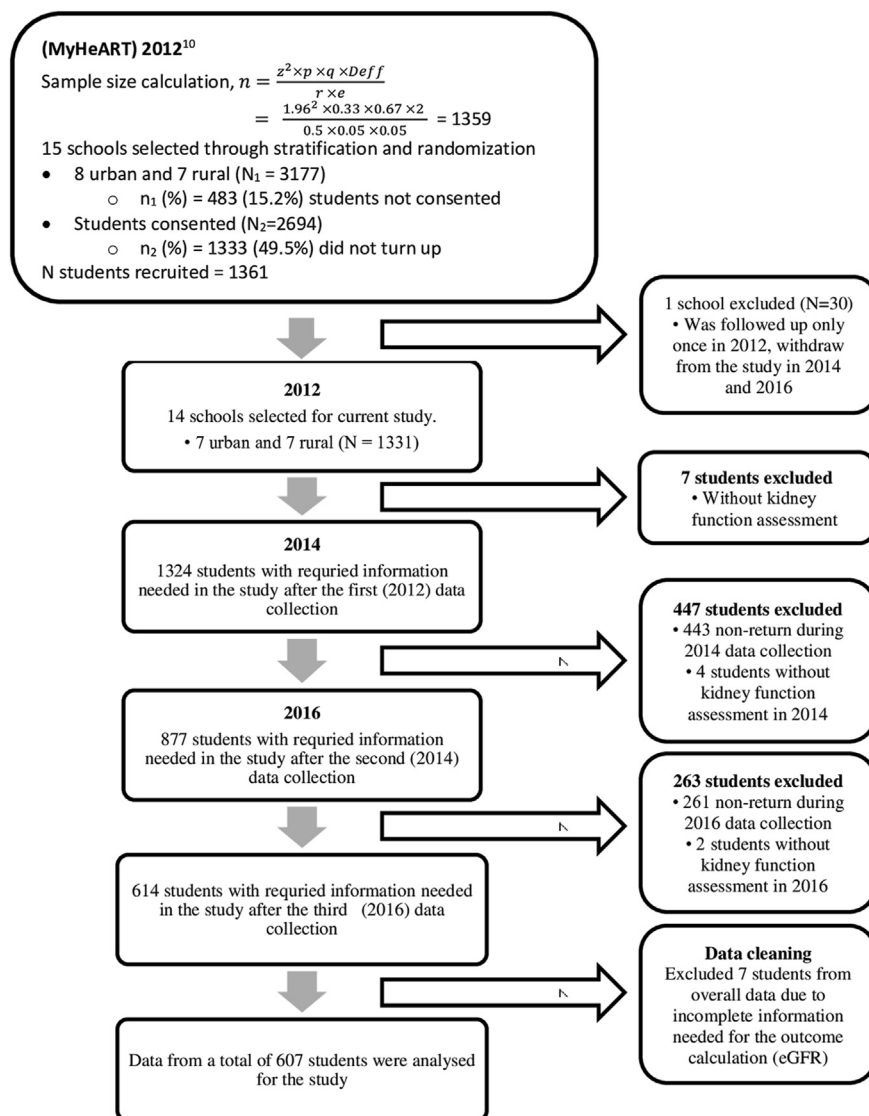 (MyHeART) 2012¹⁰
Sample size calculation, n = z²×p×q×Deff / r×e
= 1.96² ×0.33 ×0.67 ×2 / 0.5 ×0.05 ×0.05 = 1359
15 schools selected through stratification and randomization
• 8 urban and 7 rural (N₁ = 3177)
o n₁ (%) = 483 (15.2%) students not consented
• Students consented (N₂=2694)
o n₂ (%) = 1333 (49.5%) did not turn up
N students recruited = 1361
1 school excluded (N=30)
• Was followed up only
once in 2012, withdraw
from the study in 2014
and 2016
2012
14 schools selected for current study.
• 7 urban and 7 rural (N = 1331)
7 students excluded
• Without kidney
function assessment
2014
1324 students with requried information
needed in the study after the first (2012) data
collection
447 students excluded
• 443 non-return during
2014 data collection
• 4 students without
kidney function
assessment in 2014
2016
877 students with requried information
needed in the study after the second (2014)
data collection
263 students excluded
• 261 non-return during
2016 data collection
• 2 students without
kidney function
assessment in 2016
614 students with requried information needed
in the study after the third (2016) data
collection
Data cleaning
Excluded 7 students from
overall data due to
incomplete information
needed for the outcome
calculation (eGFR)
Data from a total of 607 students were analysed
for the study